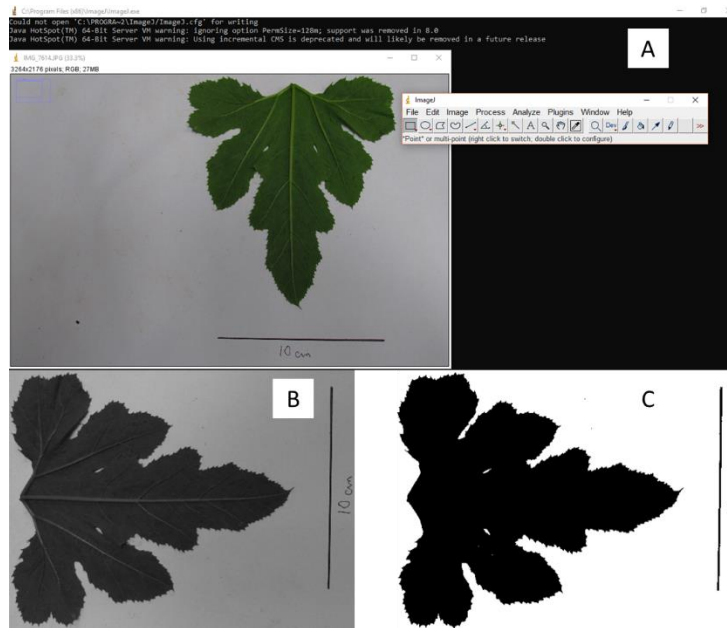 C:\Program Files (x86)\ImageJ\ImageJ.exe
Could not open 'C:\PROGRA~2\ImageJ/ImageJ.cfg' for writing
Java HotSpot(TM) 64-Bit Server VM warning: ignoring option PermSize=128m; support was removed in 8.0
Java HotSpot(TM) 64-Bit Server VM warning: Using incremental CMS is deprecated and will likely be removed in a future release
A
IMG_7814.JPG (33.3%)
3264x2176 pixels; RGB; 27MB
ImageJ
File Edit Image Process Analyze Plugins Window Help
A Dev >>
*Point* or multi-point (right click to switch, double click to configure)
10 cm
B
10 cm
C